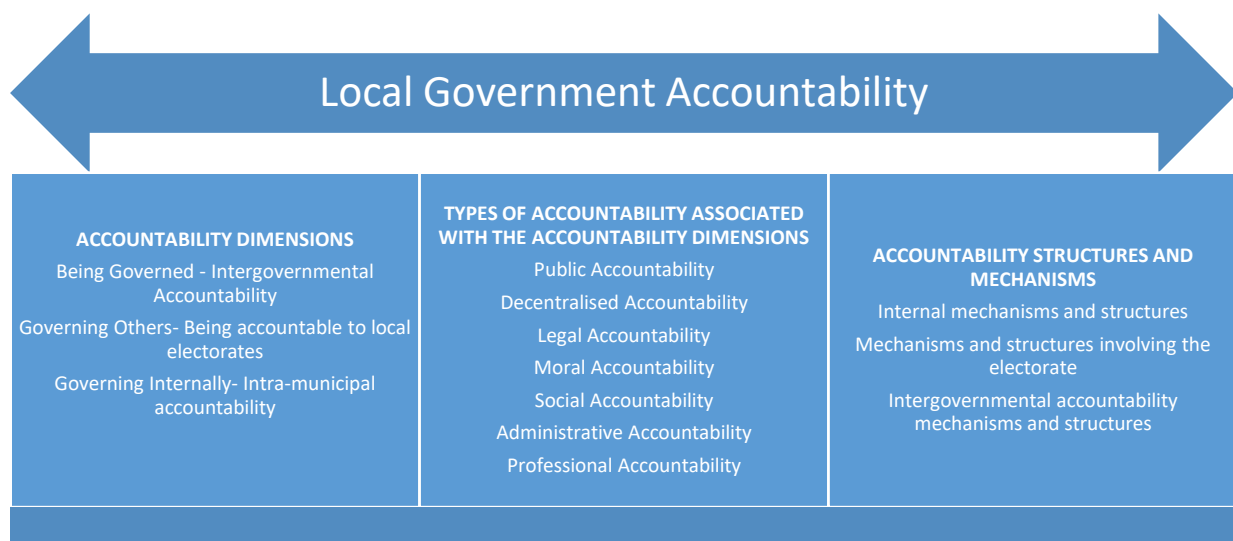 Local Government Accountability
ACCOUNTABILITY DIMENSIONS
Being Governed - Intergovernmental
Accountability
Governing Others- Being accountable to local
electorates
Governing Internally- Intra-municipal
accountability
TYPES OF ACCOUNTABILITY ASSOCIATED
WITH THE ACCOUNTABILITY DIMENSIONS
Public Accountability
Decentralised Accountability
Legal Accountability
Moral Accountability
Social Accountability
Administrative Accountability
Professional Accountability
ACCOUNTABILITY STRUCTURES AND
MECHANISMS
Internal mechanisms and structures
Mechanisms and structures involving the
electorate
Intergovernmental accountability
mechanisms and structures